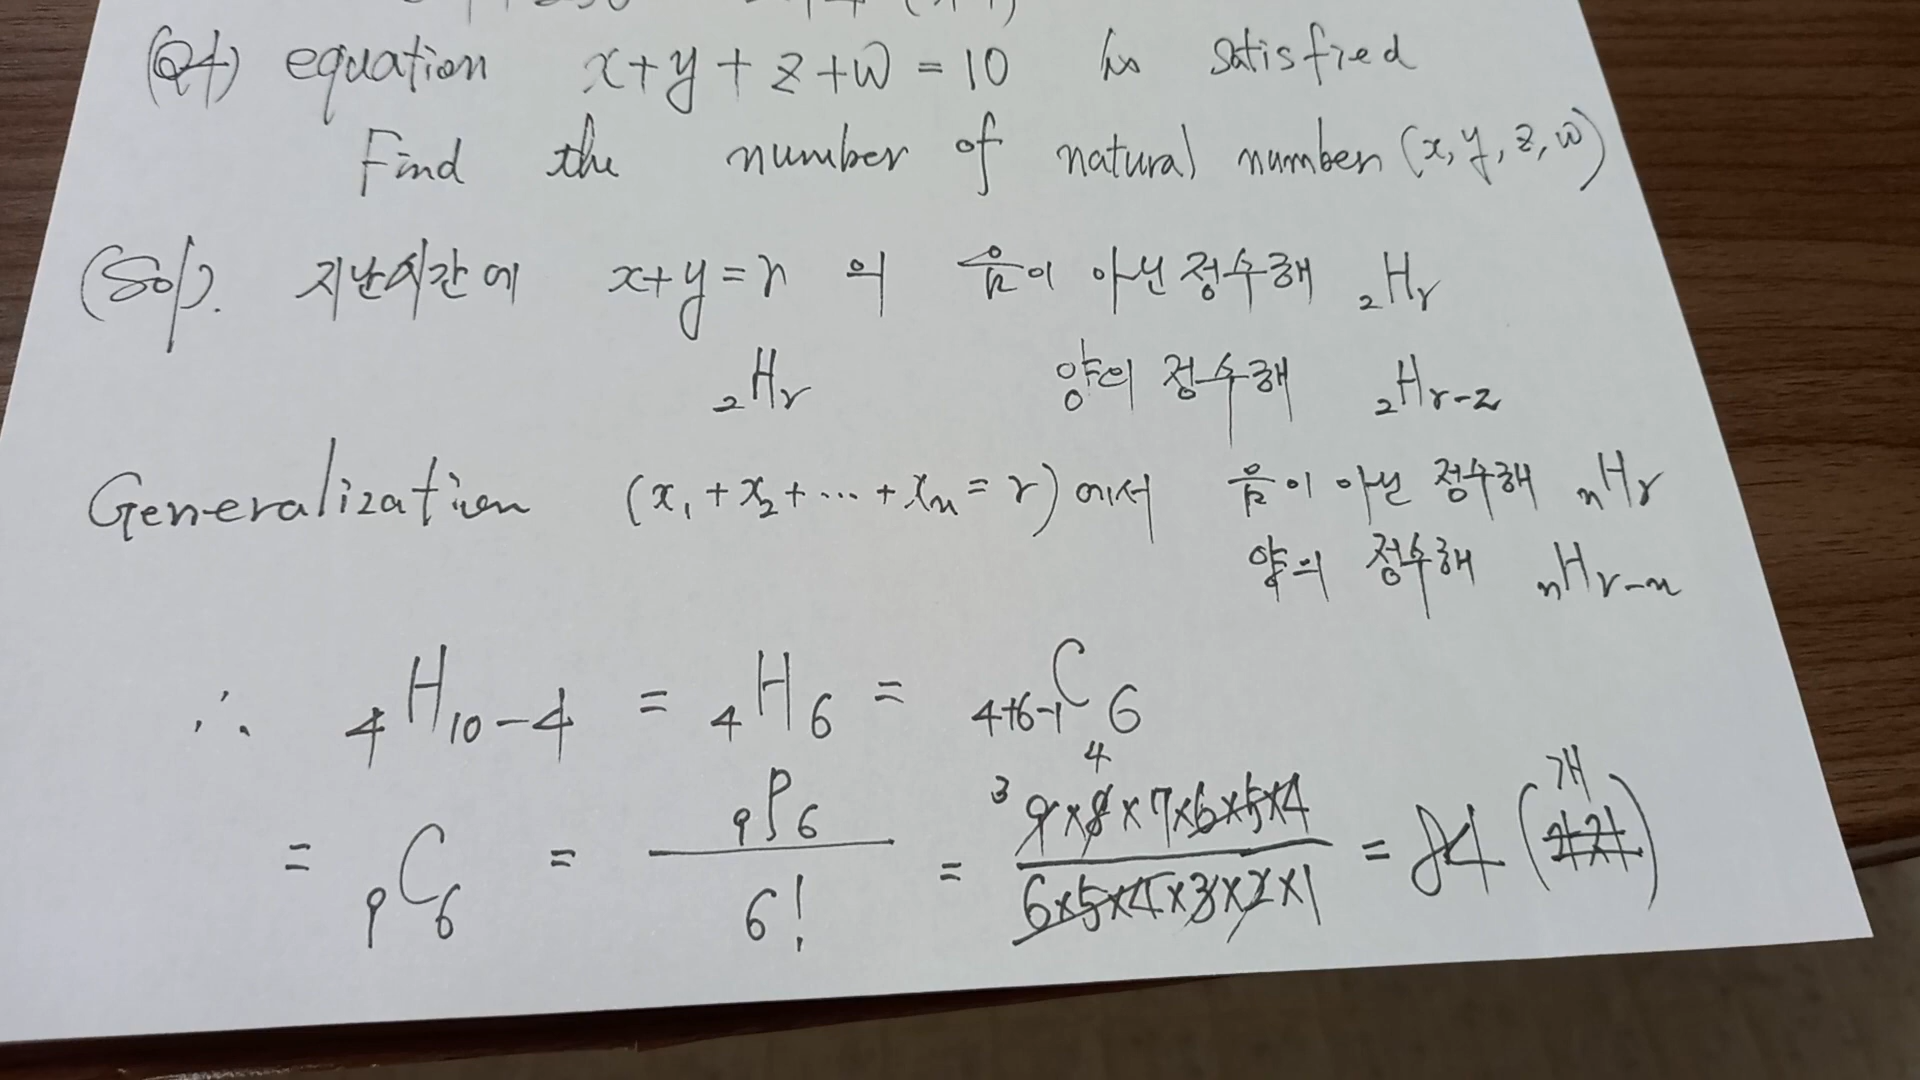 (Q4) equation x+y+z+w=10 is satisfied
Find the number of natural number (x,y,z,w)
(Sol). 지난시간에 x+y=r 의 음이 아닌 정수해 ₂Hᵣ
₂Hᵣ 양의 정수해 ₂Hᵣ₋₂
Generalization (x₁+x₂+⋯+xₙ=r)에서 음이 아닌 정수해 ₙHᵣ
양의 정수해 ₙHᵣ₋ₙ
∴ ₄H₁₀₋₄ = ₄H₆ = ₄₊₆₋₁C₆
= ₉C₆ = ₉P₆ / 6! = 9×8×7×6×5×4 / 6×5×4×3×2×1 = 84 (개)